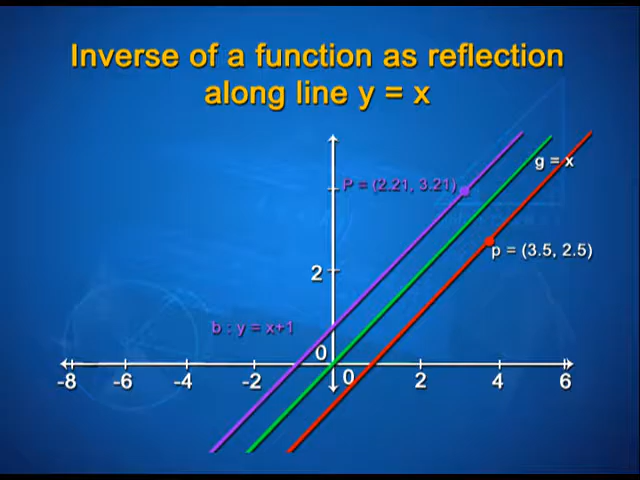 Inverse of a function as reflection
along line y = x
g = x
P = (2.21, 3.21)
p = (3.5, 2.5)
2
b : y = x+1
0
-8 -6 -4 -2 0 2 4 6